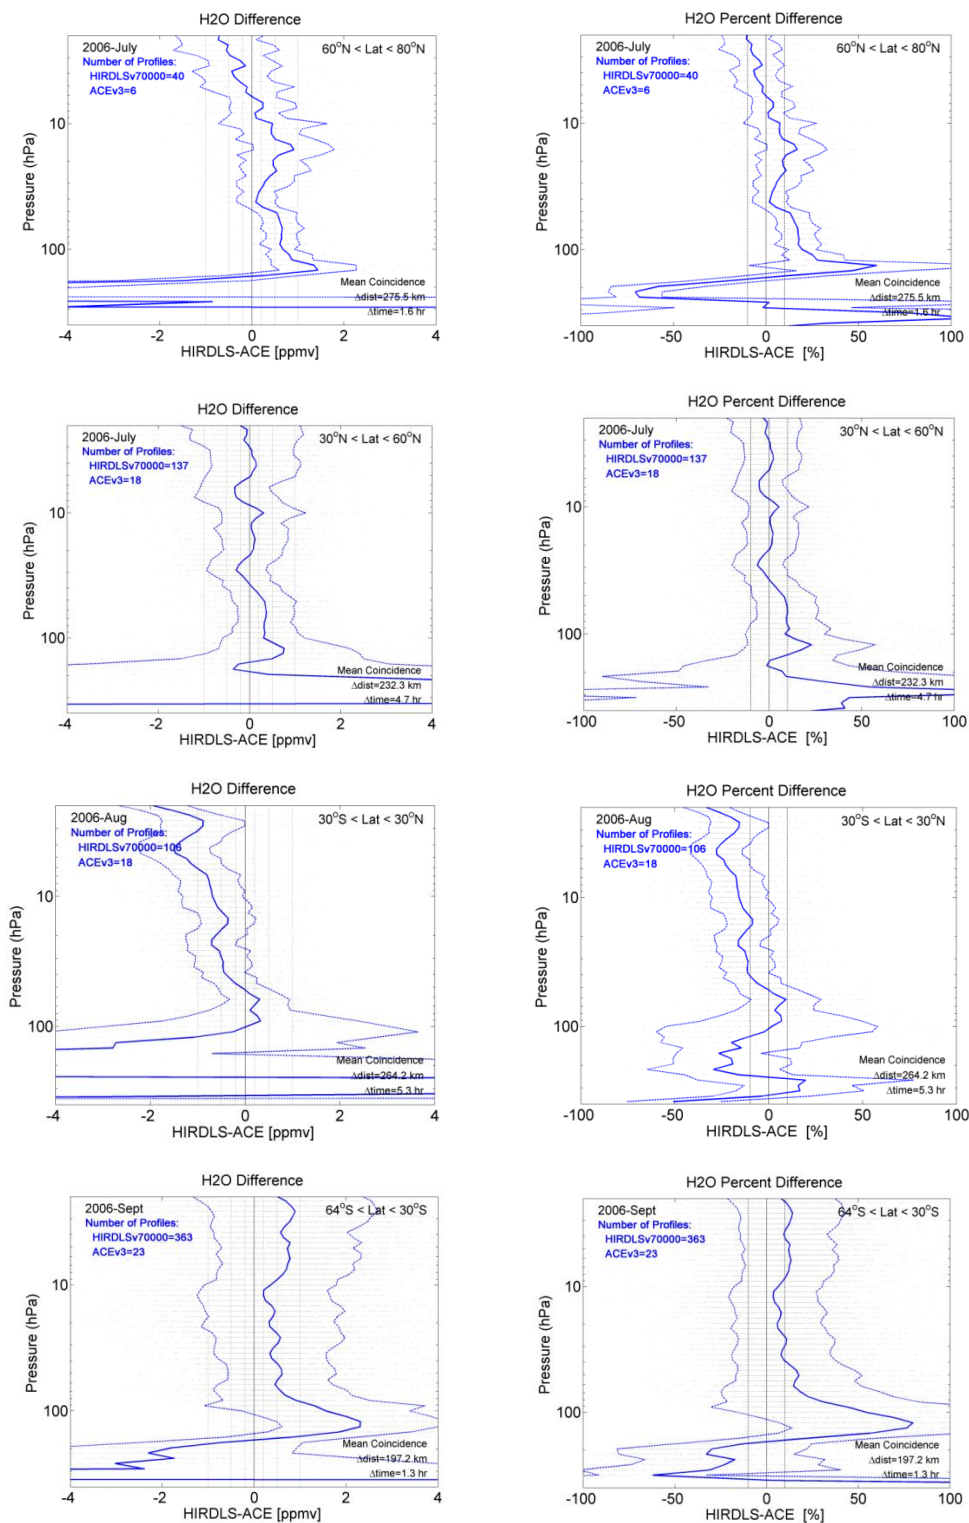 H2O Difference
2006-July
60°N < Lat < 80°N
Number of Profiles:
HIRDLSv70000=40
ACEv3=6
Pressure (hPa)
10
100
Mean Coincidence
Δdist=275.5 km
Δtime=1.6 hr
-4 -2 0 2 4
HIRDLS-ACE [ppmv]
H2O Percent Difference
2006-July
60°N < Lat < 80°N
Number of Profiles:
HIRDLSv70000=40
ACEv3=6
Pressure (hPa)
10
100
Mean Coincidence
Δdist=275.5 km
Δtime=1.6 hr
-100 -50 0 50 100
HIRDLS-ACE [%]
H2O Difference
2006-July
30°N < Lat < 60°N
Number of Profiles:
HIRDLSv70000=137
ACEv3=18
Pressure (hPa)
10
100
Mean Coincidence
Δdist=232.3 km
Δtime=4.7 hr
-4 -2 0 2 4
HIRDLS-ACE [ppmv]
H2O Percent Difference
2006-July
30°N < Lat < 60°N
Number of Profiles:
HIRDLSv70000=137
ACEv3=18
Pressure (hPa)
10
100
Mean Coincidence
Δdist=232.3 km
Δtime=4.7 hr
-100 -50 0 50 100
HIRDLS-ACE [%]
H2O Difference
2006-Aug
30°S < Lat < 30°N
Number of Profiles:
HIRDLSv70000=106
ACEv3=18
Pressure (hPa)
10
100
Mean Coincidence
Δdist=264.2 km
Δtime=5.3 hr
-4 -2 0 2 4
HIRDLS-ACE [ppmv]
H2O Percent Difference
2006-Aug
30°S < Lat < 30°N
Number of Profiles:
HIRDLSv70000=106
ACEv3=18
Pressure (hPa)
10
100
Mean Coincidence
Δdist=264.2 km
Δtime=5.3 hr
-100 -50 0 50 100
HIRDLS-ACE [%]
H2O Difference
2006-Sept
64°S < Lat < 30°S
Number of Profiles:
HIRDLSv70000=363
ACEv3=23
Pressure (hPa)
10
100
Mean Coincidence
Δdist=197.2 km
Δtime=1.3 hr
-4 -2 0 2 4
HIRDLS-ACE [ppmv]
H2O Percent Difference
2006-Sept
64°S < Lat < 30°S
Number of Profiles:
HIRDLSv70000=363
ACEv3=23
Pressure (hPa)
10
100
Mean Coincidence
Δdist=197.2 km
Δtime=1.3 hr
-100 -50 0 50 100
HIRDLS-ACE [%]